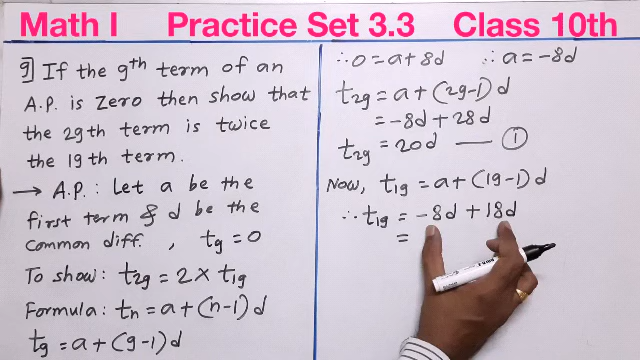 Math I Practice Set 3.3 Class 10th
9] If the 9th term of an
A.P. is zero then show that
the 29th term is twice
the 19th term.
→ A.P.: Let a be the
first term & d be the
common diff. , t₉ = 0
To show: t₂₉ = 2 × t₁₉
Formula: tₙ = a + (n-1)d
t₉ = a + (9-1)d
∴ 0 = a + 8d ∴ a = -8d
t₂₉ = a + (29-1)d
= -8d + 28d
t₂₉ = 20d — ①
Now, t₁₉ = a + (19-1)d
∴ t₁₉ = -8d + 18d
=